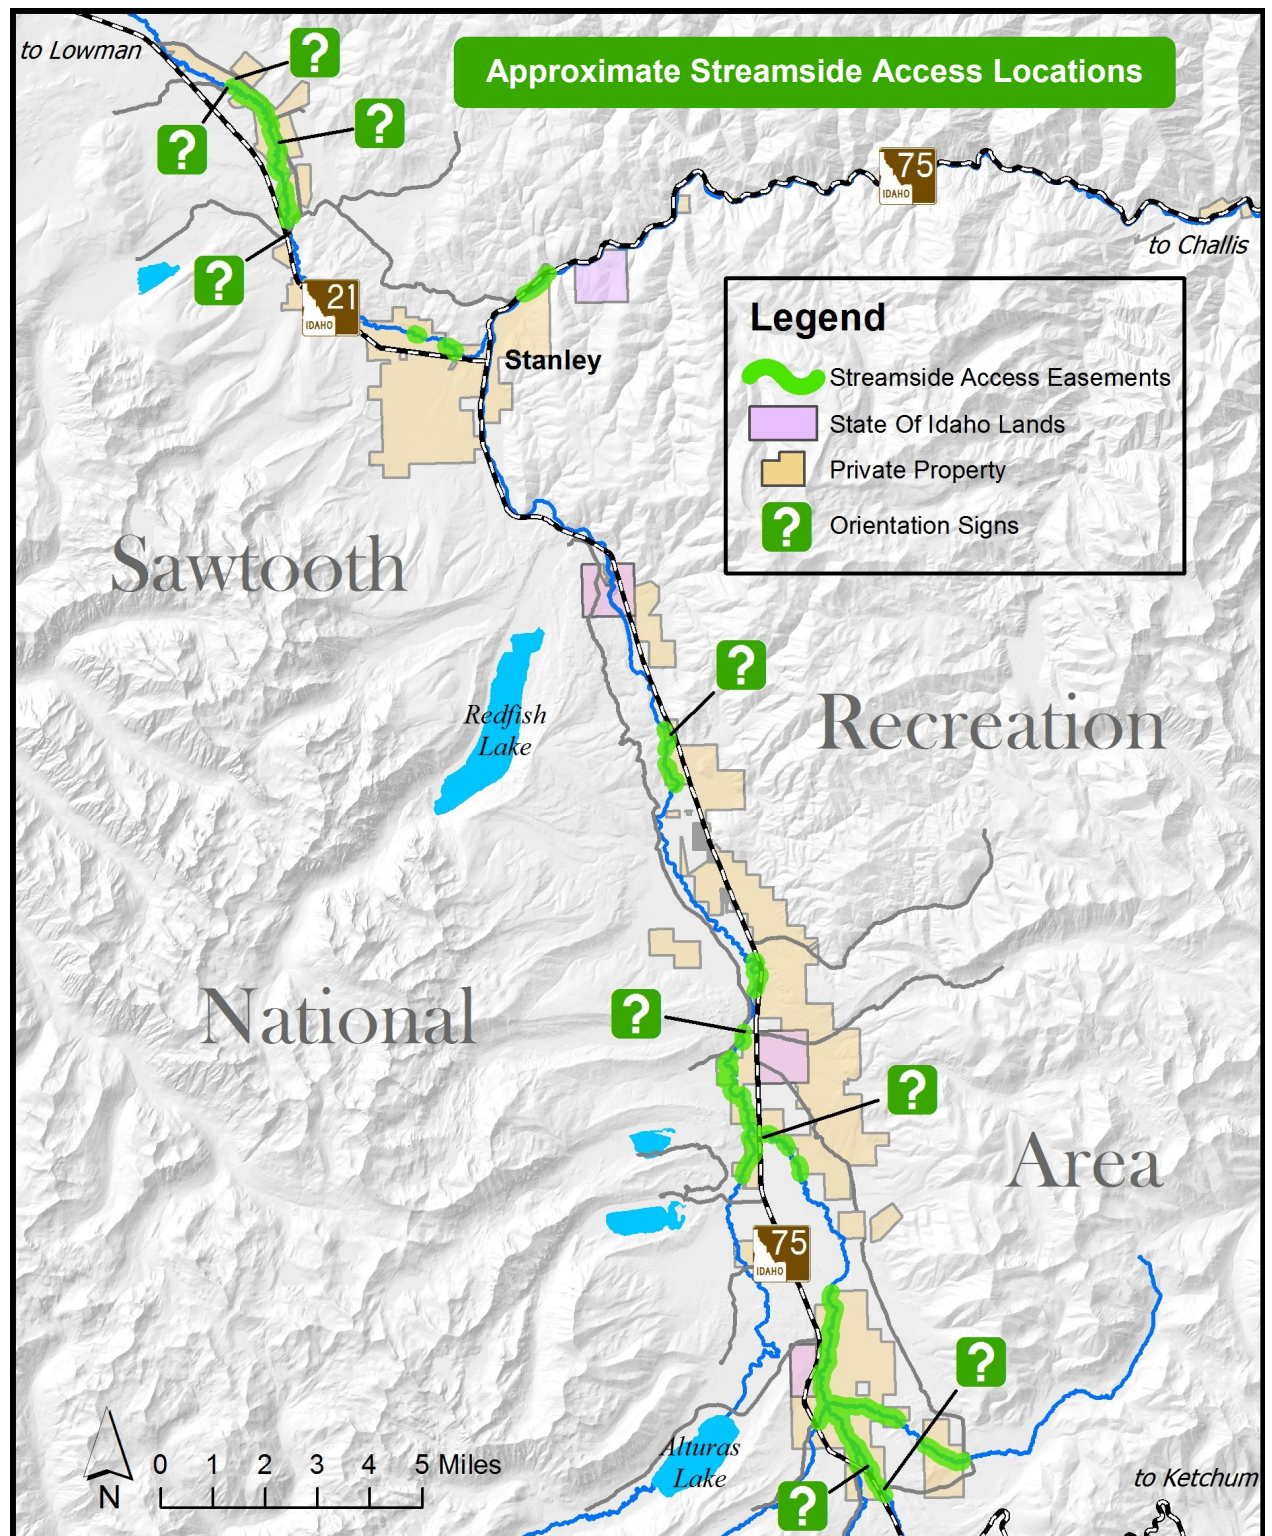 to Lowman
?
Approximate Streamside Access Locations
?
?
75
IDAHO
to Challis
?
21
IDAHO
Stanley
Legend
Streamside Access Easements
State Of Idaho Lands
Private Property
?
Orientation Signs
Sawtooth
?
Redfish
Lake
Recreation
National
?
?
Area
75
IDAHO
?
Alturas
Lake
?
0 1 2 3 4 5 Miles
N
to Ketchum